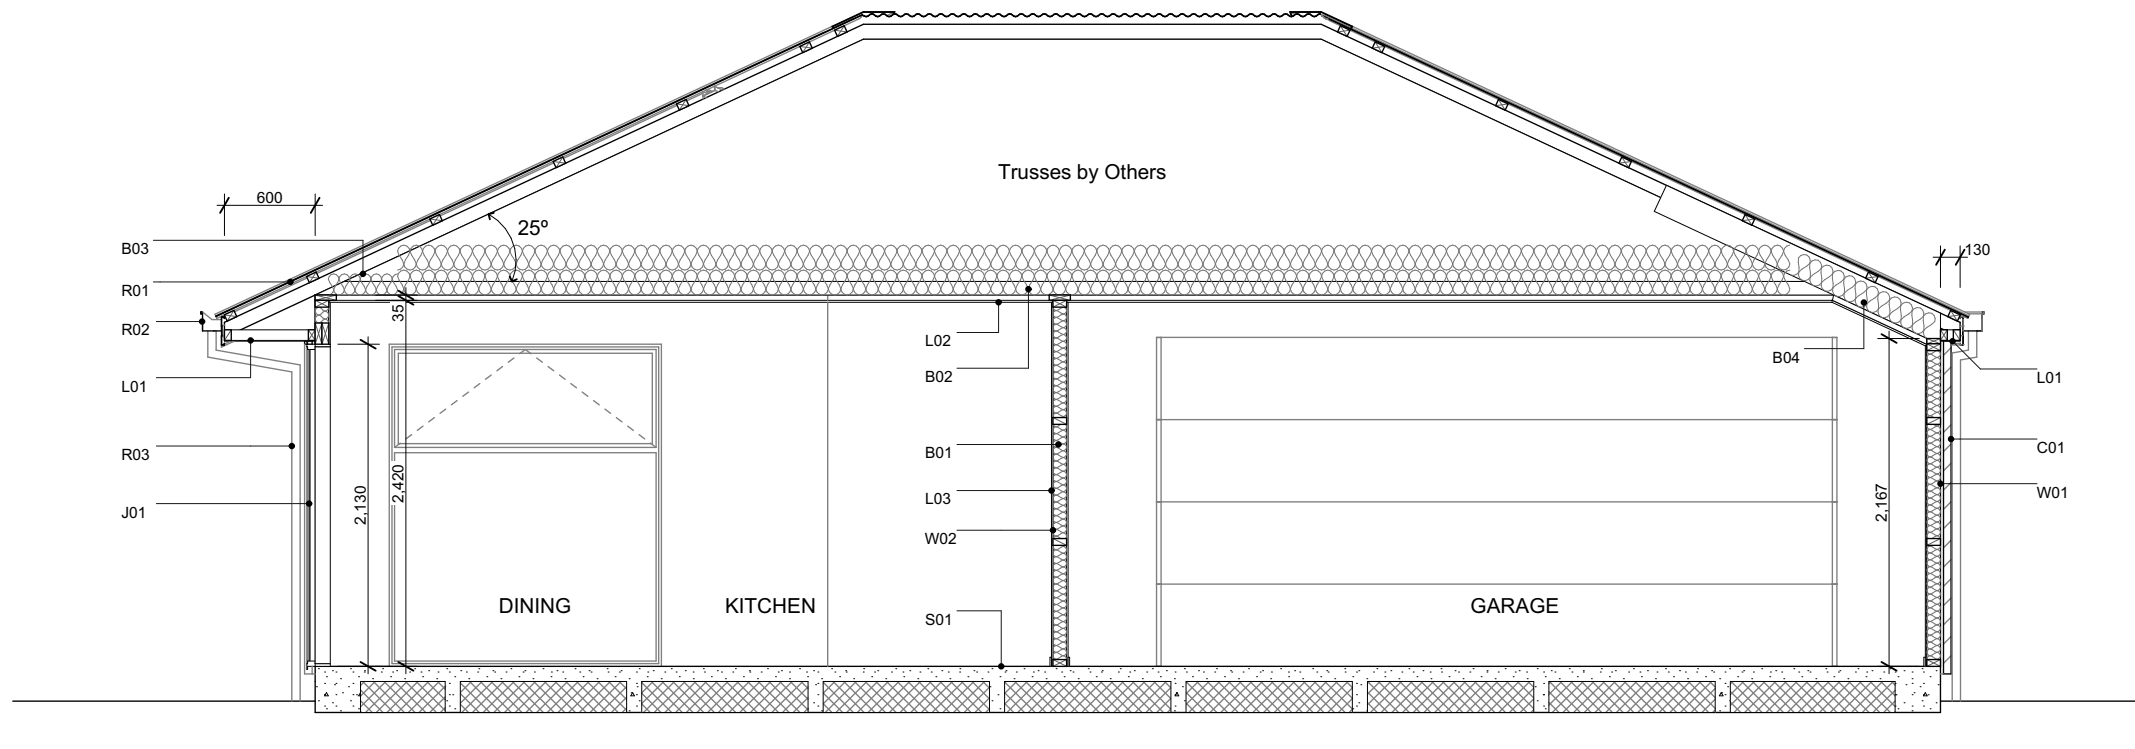 Trusses by Others
600
25º
130
B03
R01
R02
35
L02
B04
L01
B02
L01
R03
B01
C01
2,130
2,420
L03
2,167
W01
J01
W02
DINING
KITCHEN
GARAGE
S01